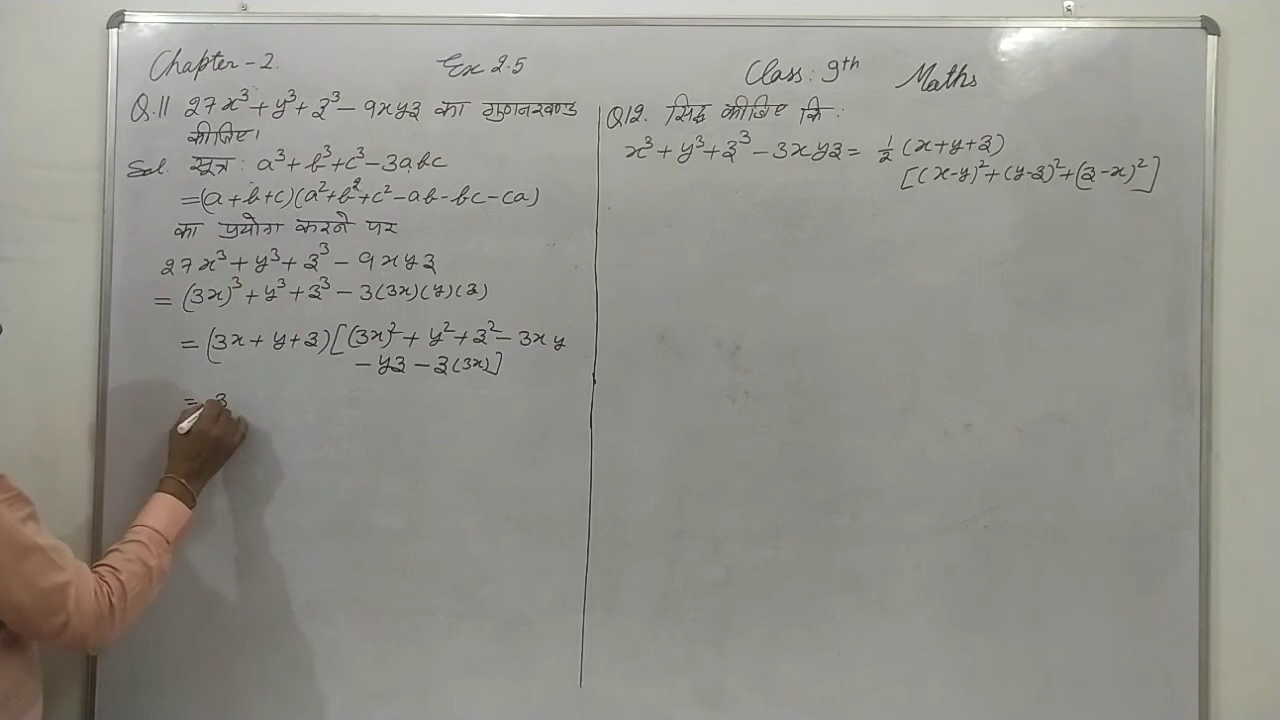 Chapter - 2. Ex 2.5 Class: 9th Maths
Q.11 27x³ + y³ + z³ - 9xyz का गुणनखण्ड
कीजिए।
Sol. सूत्र: a³ + b³ + c³ - 3abc
= (a + b + c)(a² + b² + c² - ab - bc - ca)
का प्रयोग करने पर
27x³ + y³ + z³ - 9xyz
= (3x)³ + y³ + z³ - 3(3x)(y)(z)
= (3x + y + z)[(3x)² + y² + z² - 3xy
- yz - z(3x)]
=
Q12. सिद्ध कीजिए कि:
x³ + y³ + z³ - 3xyz = ½ (x + y + z)
[(x - y)² + (y - z)² + (z - x)²]